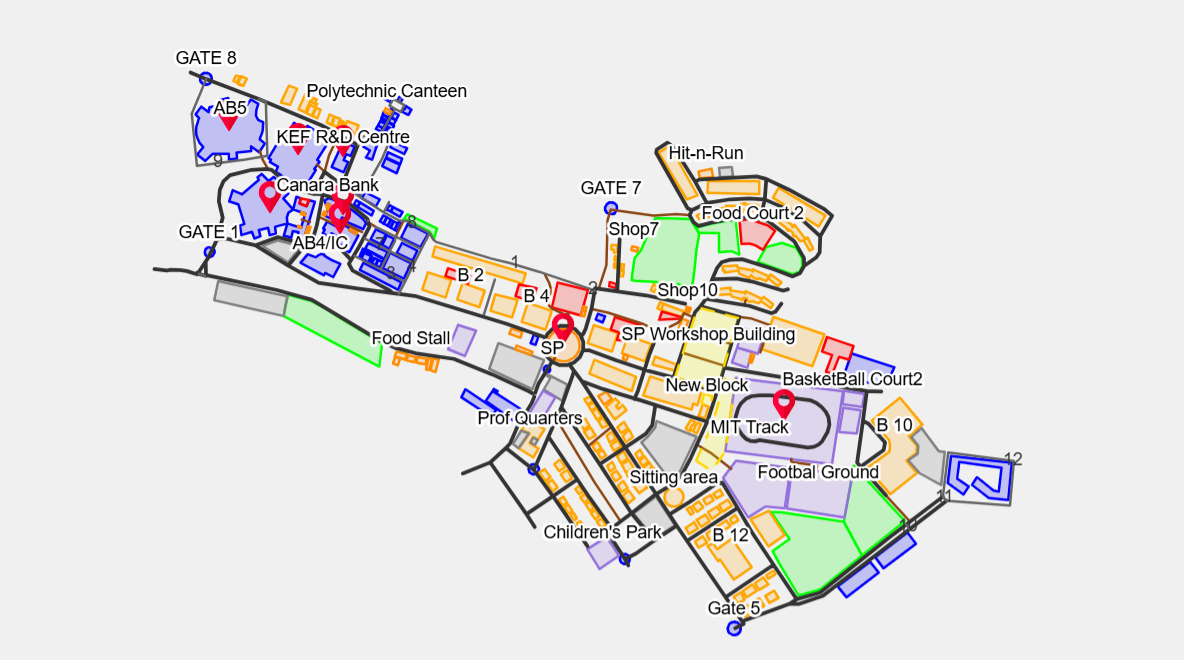 GATE 8
Polytechnic Canteen
AB5
KEF R&D Centre
Hit-n-Run
9
Canara Bank
GATE 7
Food Court 2
8
GATE 1
Shop7
AB4/IC
1
3
4
B 2
2
Shop10
B 4
Food Stall
SP Workshop Building
SP
BasketBall Court2
New Block
Prof Quarters
MIT Track
B 10
12
Sitting area
Footbal Ground
11
10
Children's Park
B 12
Gate 5